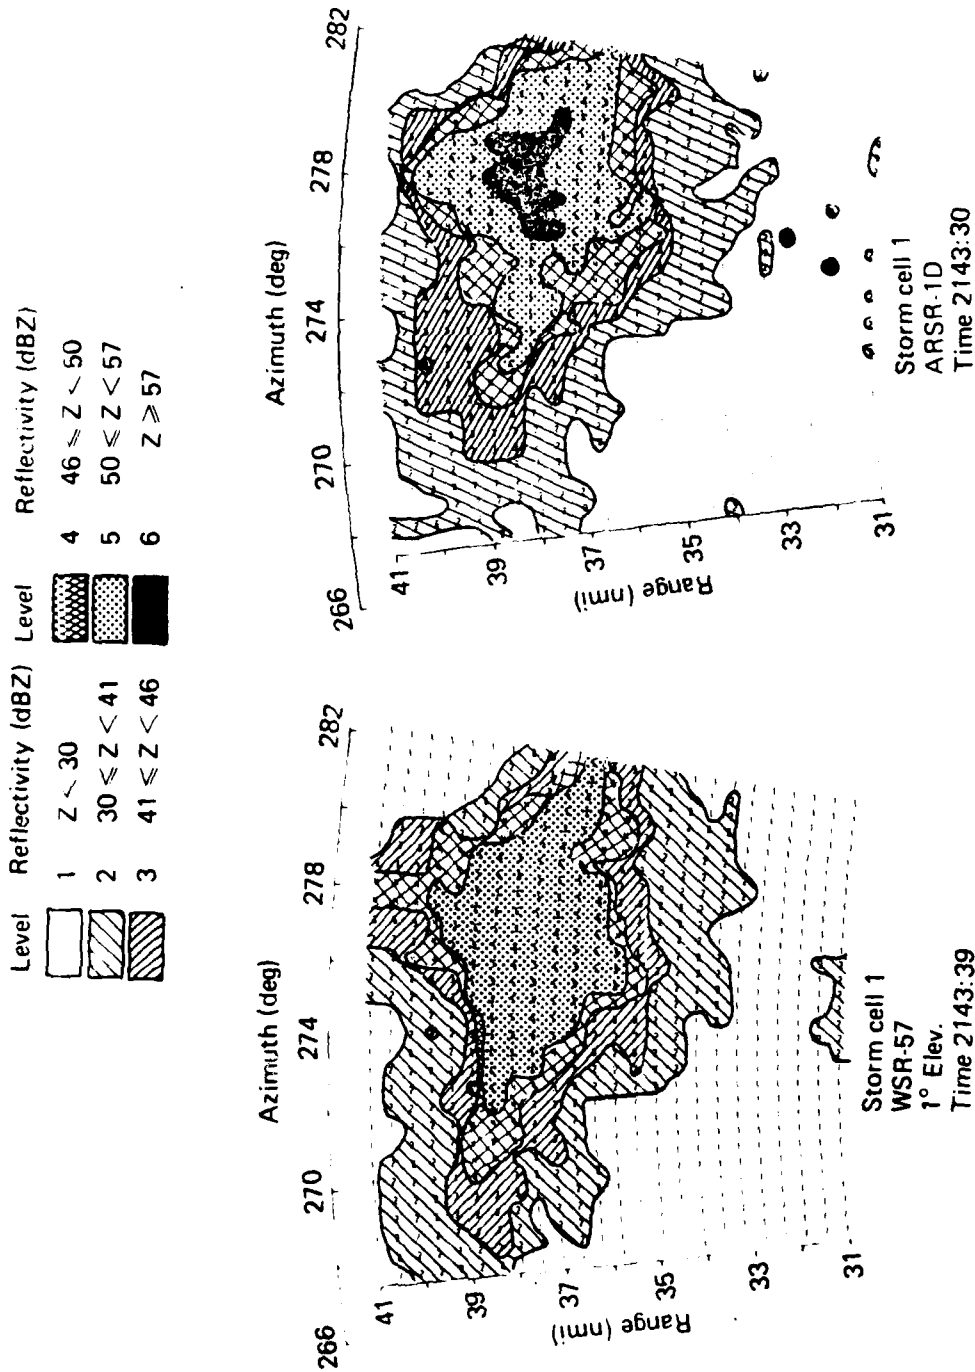 Level Reflectivity (dBZ) Level Reflectivity (dBZ)
1 Z < 30 4 46 ⩽ Z < 50
2 30 ⩽ Z < 41 5 50 ⩽ Z < 57
3 41 ⩽ Z < 46 6 Z ⩾ 57
Azimuth (deg)
266 270 274 278 282
41
39
37
35
33
31
Range (nmi)
Storm cell 1
WSR-57
1° Elev.
Time 2143:39
Azimuth (deg)
266 270 274 278 282
41
39
37
35
33
31
Range (nmi)
Storm cell 1
ARSR-1D
Time 2143:30